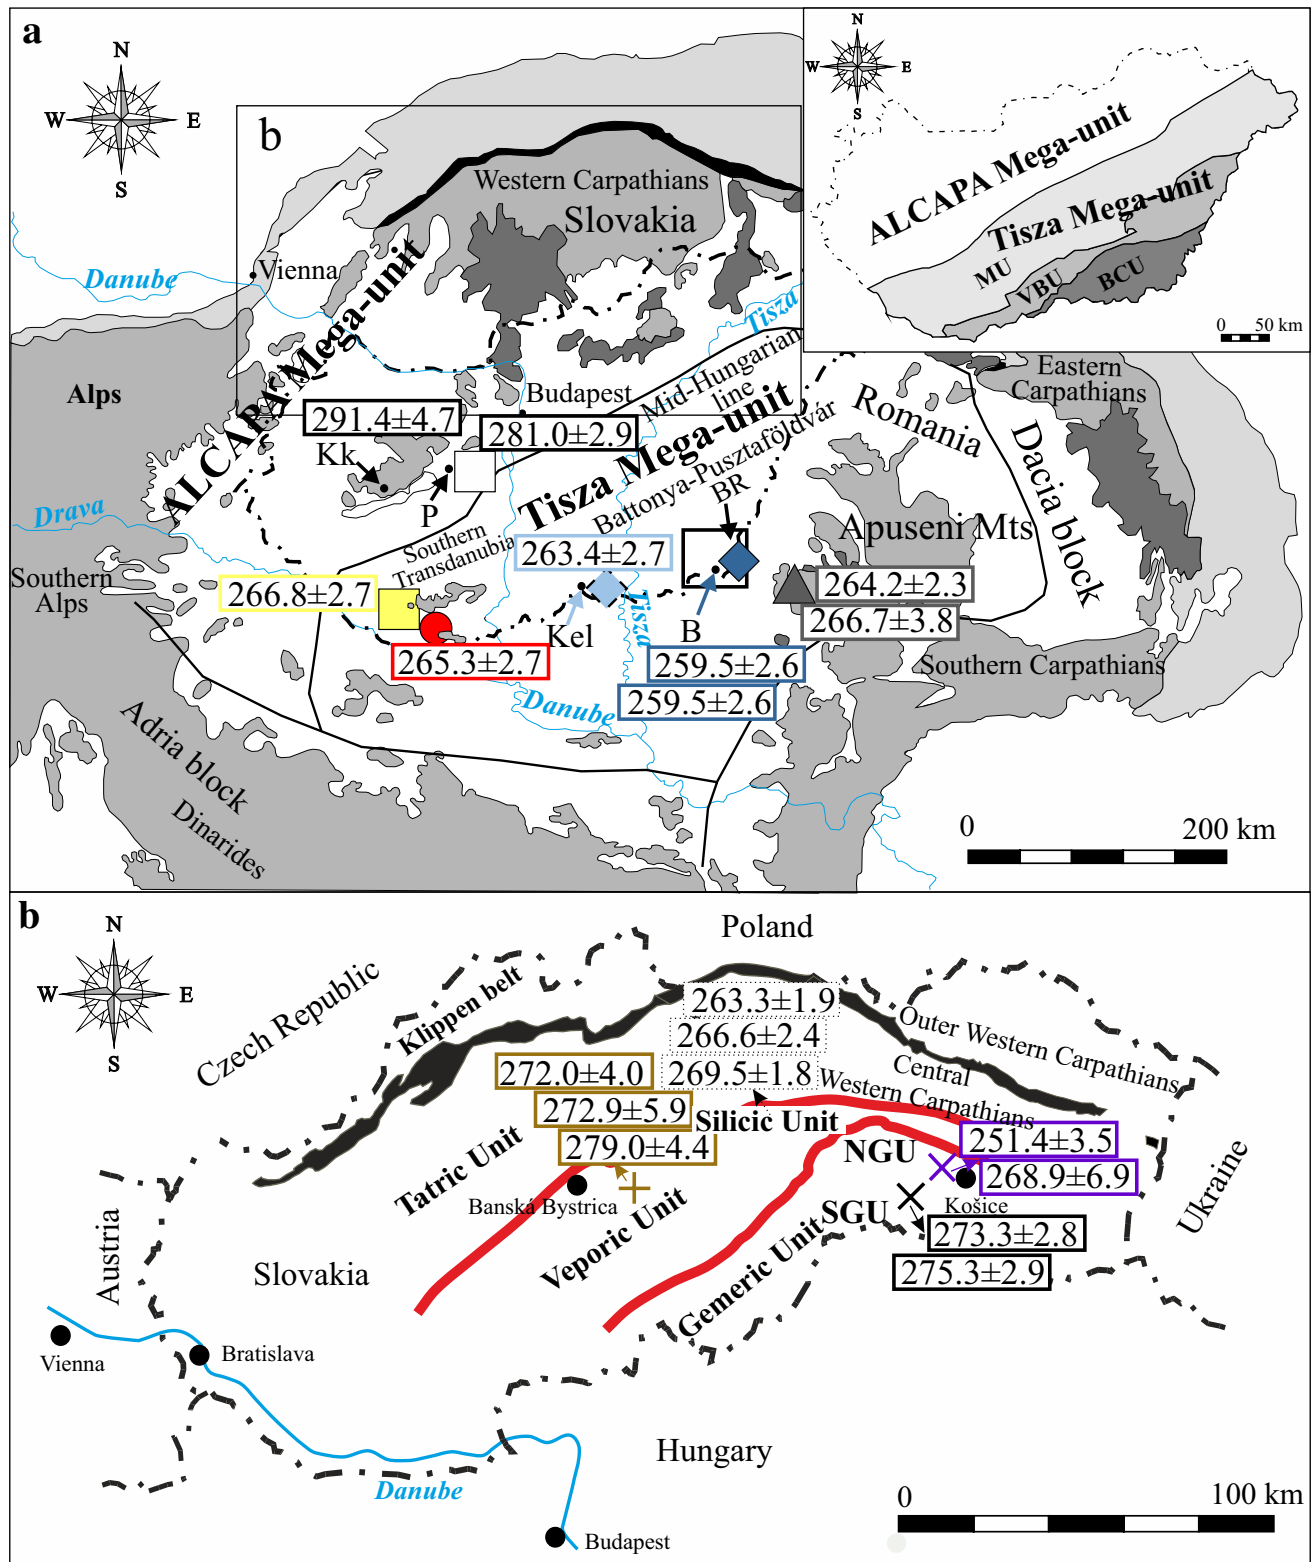 a
N
W
E
S
b
Western Carpathians
Slovakia
Vienna
Danube
ALCAPA Mega-unit
Tisza
Alps
Budapest
Mid-Hungarian
line
291.4±4.7
281.0±2.9
Kk
P
Tisza Mega-unit
Battonya-Pusztaföldvár
BR
Romania
Eastern
Carpathians
Dacia block
Drava
Southern
Transdanubia
263.4±2.7
Apuseni Mts
Southern
Alps
266.8±2.7
264.2±2.3
266.7±3.8
Kel
Tisza
B
265.3±2.7
259.5±2.6
259.5±2.6
Southern Carpathians
Danube
Adria block
Dinarides
0
200 km
N
W
E
S
ALCAPA Mega-unit
Tisza Mega-unit
MU
VBU
BCU
0
50 km
b
N
W
E
S
Poland
Czech Republic
Klippen belt
263.3±1.9
266.6±2.4
269.5±1.8
Outer Western Carpathians
Central
Western Carpathians
272.0±4.0
272.9±5.9
279.0±4.4
Silicic Unit
251.4±3.5
NGU
268.9±6.9
Tatric Unit
Banská Bystrica
Veporic Unit
SGU
Košice
273.3±2.8
275.3±2.9
Ukraine
Austria
Slovakia
Gemeric Unit
Vienna
Bratislava
Hungary
Danube
Budapest
0
100 km